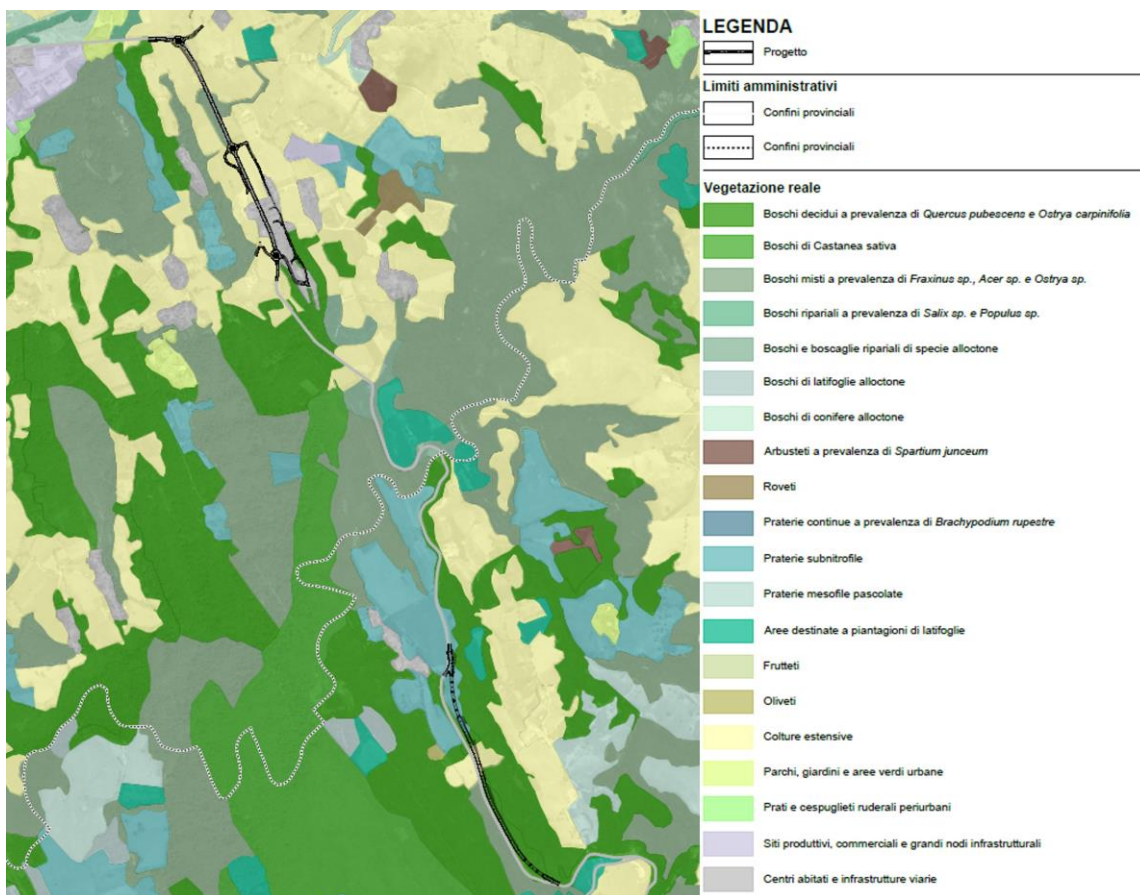 LEGENDA
Progetto
Limiti amministrativi
Confini provinciali
Confini provinciali
Vegetazione reale
Boschi decidui a prevalenza di Quercus pubescens e Ostrya carpinifolia
Boschi di Castanea sativa
Boschi misti a prevalenza di Fraxinus sp., Acer sp. e Ostrya sp.
Boschi ripariali a prevalenza di Salix sp. e Populus sp.
Boschi e boscaglie ripariali di specie alloctone
Boschi di latifoglie alloctone
Boschi di conifere alloctone
Arbusteti a prevalenza di Spartium junceum
Roveti
Praterie continue a prevalenza di Brachypodium rupestre
Praterie subnitrofile
Praterie mesofile pascolate
Aree destinate a piantagioni di latifoglie
Frutteti
Oliveti
Colture estensive
Parchi, giardini e aree verdi urbane
Prati e cespuglieti ruderali periurbani
Siti produttivi, commerciali e grandi nodi infrastrutturali
Centri abitati e infrastrutture viarie